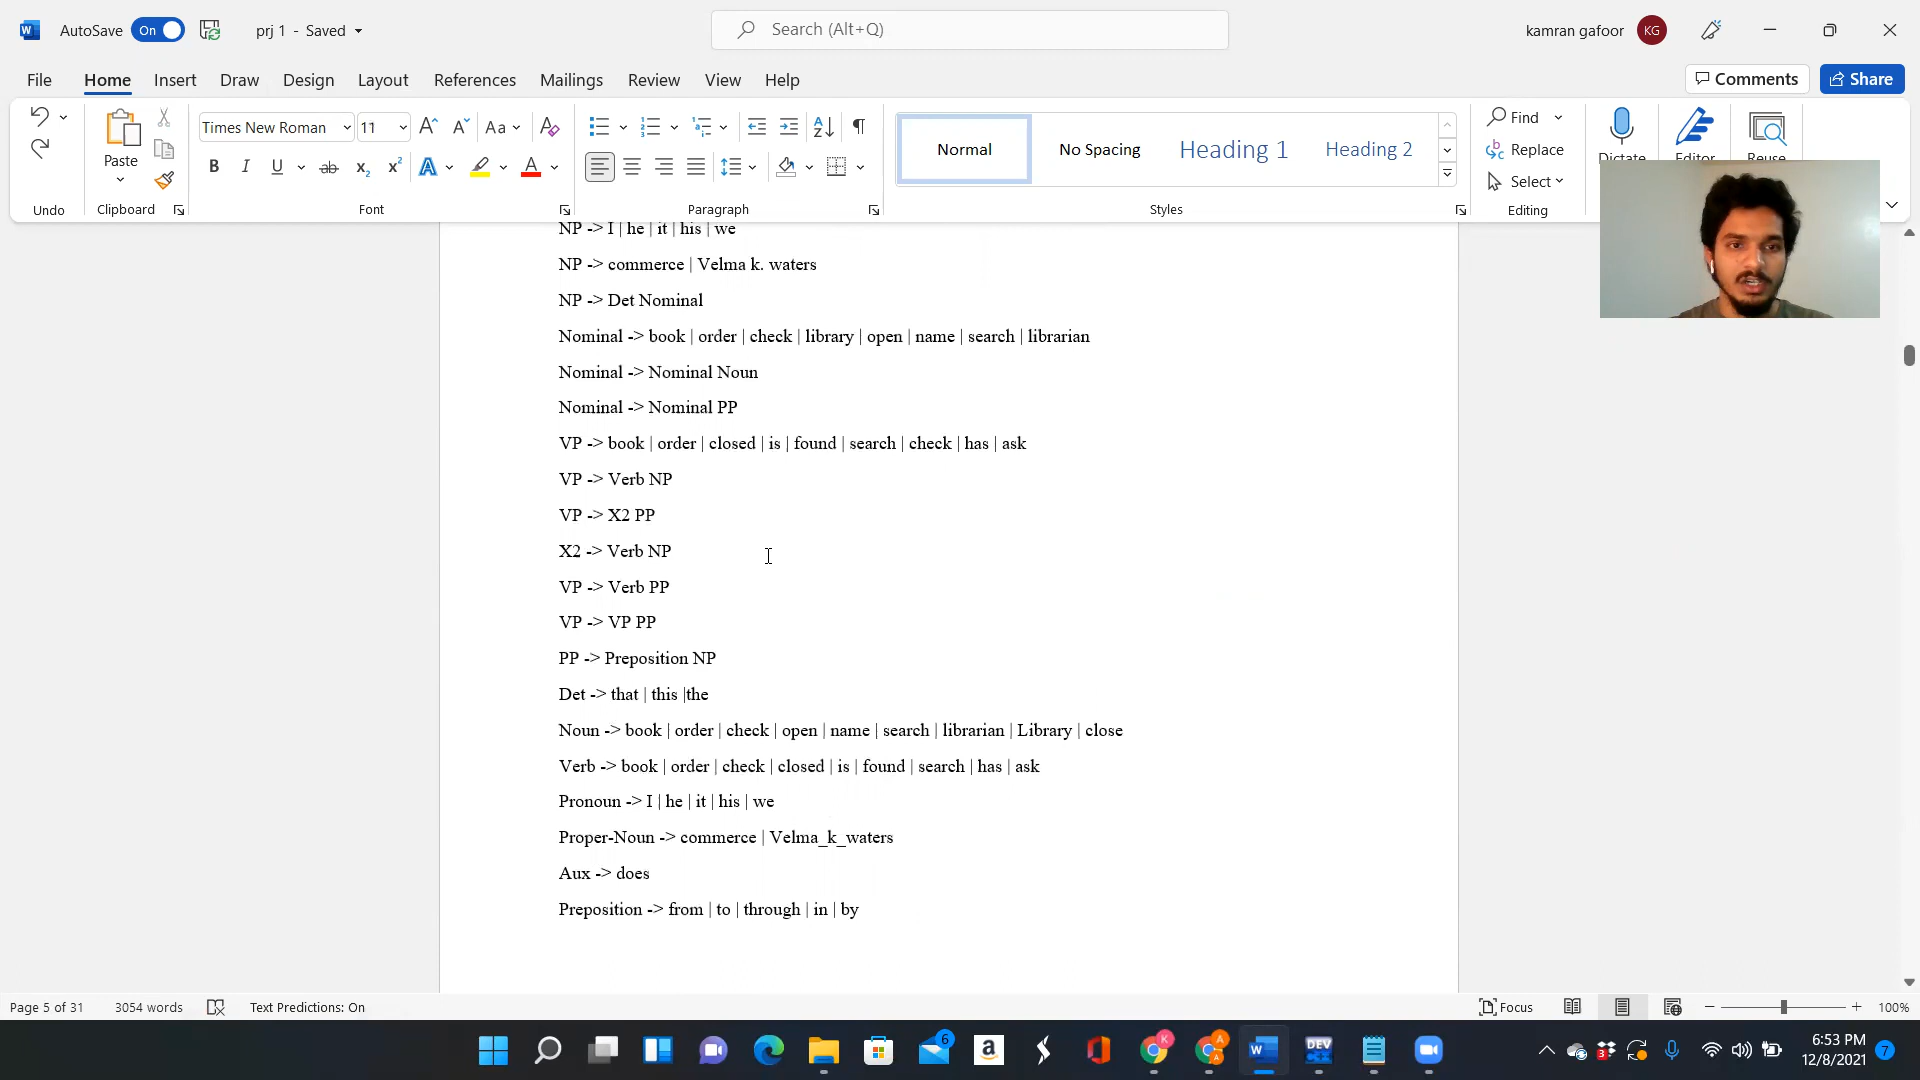 AutoSave On prj 1 - Saved Search (Alt+Q) kamran gafoor KG
File Home Insert Draw Design Layout References Mailings Review View Help Comments Share
Times New Roman 11 Aa
Paste
Normal No Spacing Heading 1 Heading 2
Find
Replace
Select
Dictate Editor Reuse
Undo Clipboard Font Paragraph Styles Editing
NP -> I | he | it | his | we
NP -> commerce | Velma k. waters
NP -> Det Nominal
Nominal -> book | order | check | library | open | name | search | librarian
Nominal -> Nominal Noun
Nominal -> Nominal PP
VP -> book | order | closed | is | found | search | check | has | ask
VP -> Verb NP
VP -> X2 PP
X2 -> Verb NP
VP -> Verb PP
VP -> VP PP
PP -> Preposition NP
Det -> that | this |the
Noun -> book | order | check | open | name | search | librarian | Library | close
Verb -> book | order | check | closed | is | found | search | has | ask
Pronoun -> I | he | it | his | we
Proper-Noun -> commerce | Velma_k_waters
Aux -> does
Preposition -> from | to | through | in | by
Page 5 of 31 3054 words Text Predictions: On Focus 100%
6:53 PM
12/8/2021